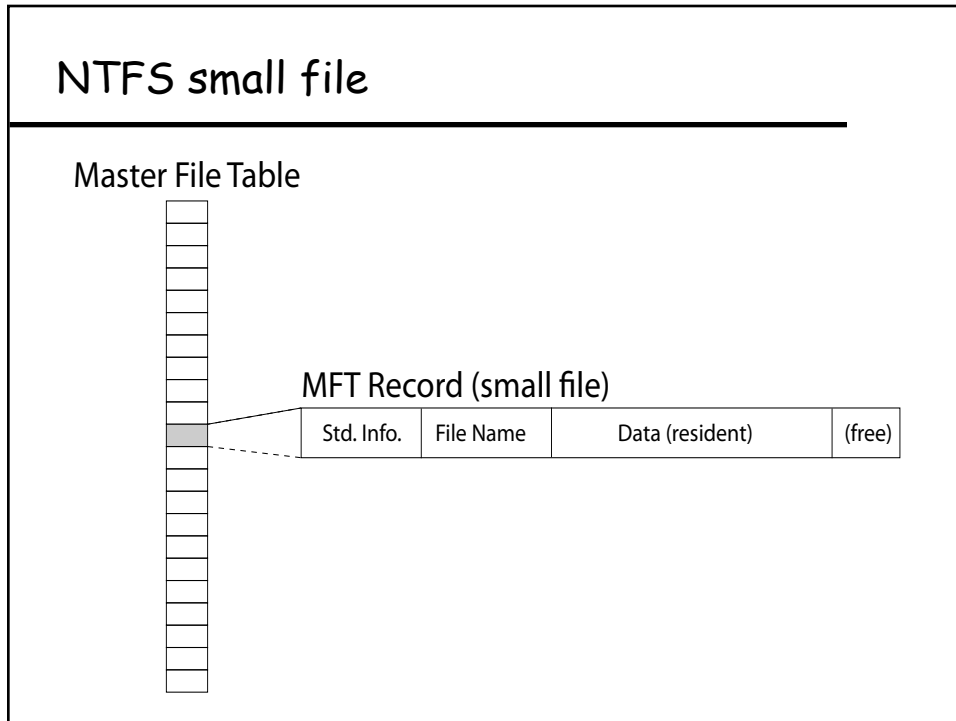 NTFS small file
Master File Table
MFT Record (small file)
Std. Info. File Name Data (resident) (free)